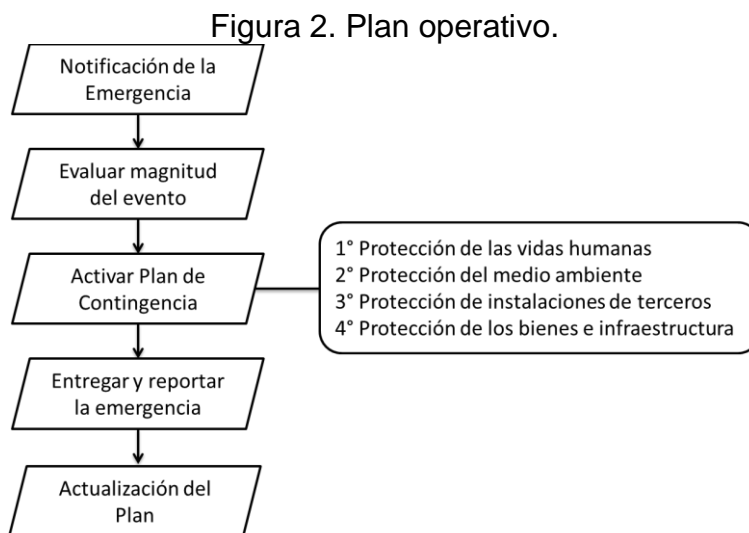 Figura 2. Plan operativo.
Notificación de la
Emergencia
Evaluar magnitud
del evento
Activar Plan de
Contingencia
1° Protección de las vidas humanas
2° Protección del medio ambiente
3° Protección de instalaciones de terceros
4° Protección de los bienes e infraestructura
Entregar y reportar
la emergencia
Actualización del
Plan